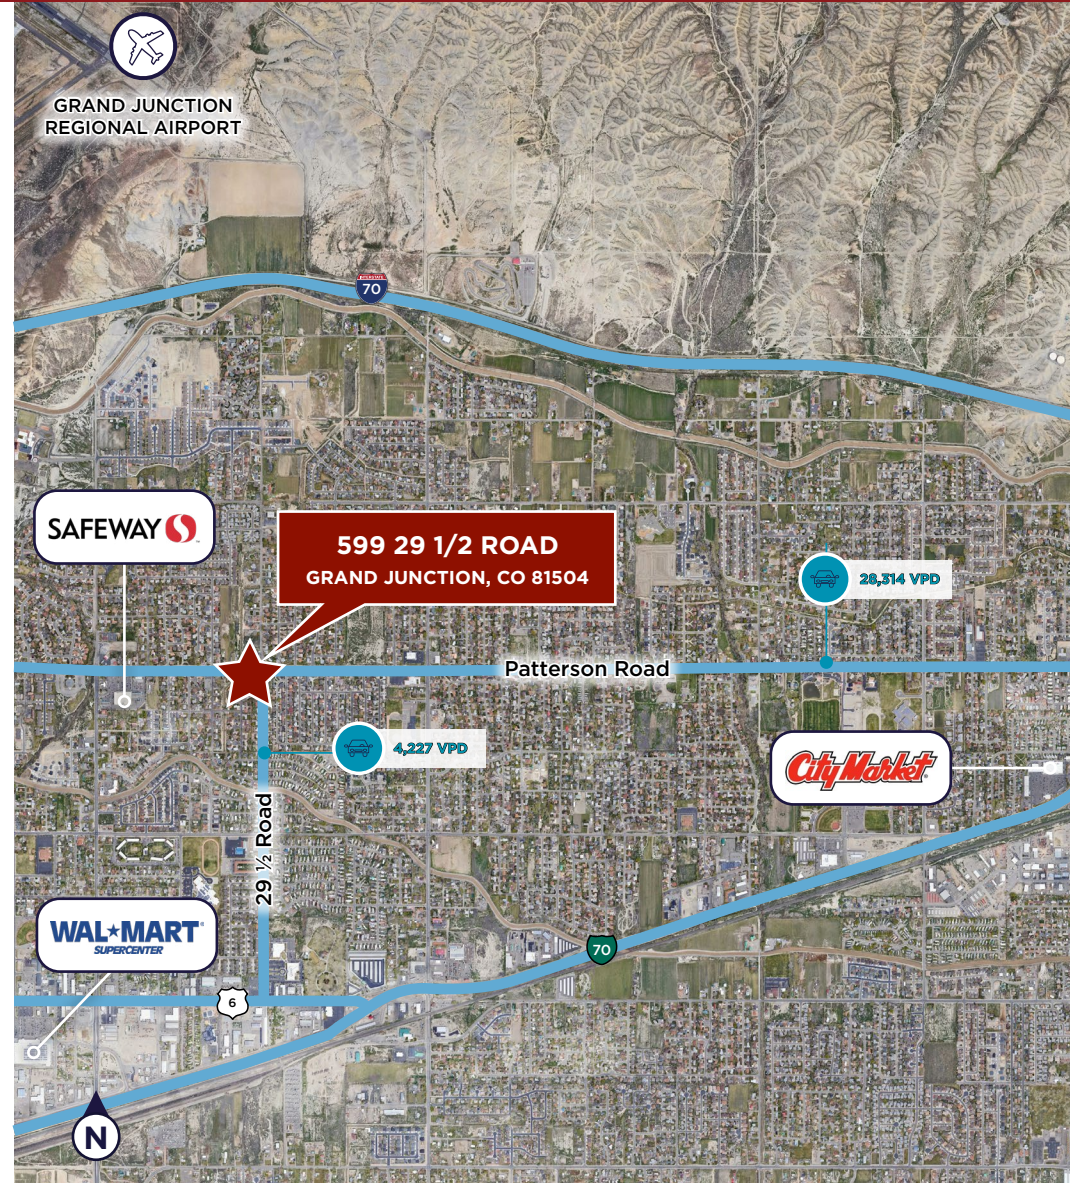 GRAND JUNCTION
REGIONAL AIRPORT
INTERSTATE
70
SAFEWAY
599 29 1/2 ROAD
GRAND JUNCTION, CO 81504
28,314 VPD
Patterson Road
4,227 VPD
City Market
29 ½ Road
WAL★MART
SUPERCENTER
70
6
N